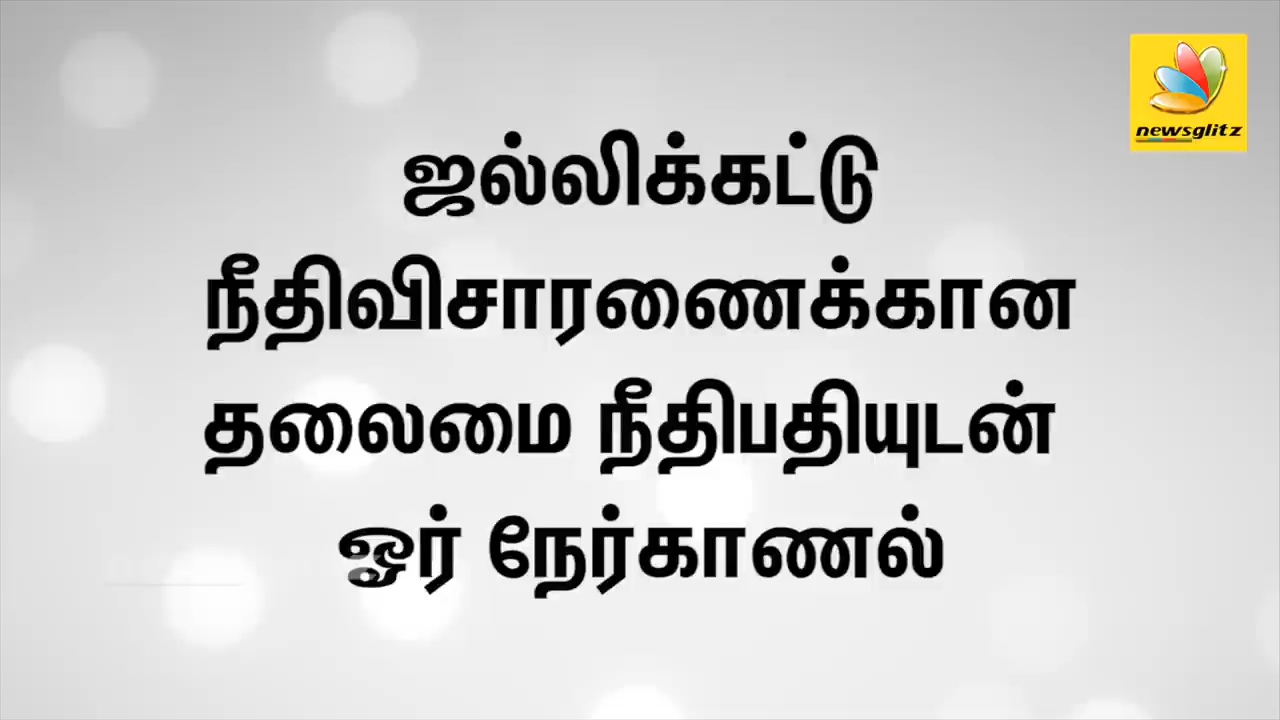 newsglitz
ஜல்லிக்கட்டு
நீதிவிசாரணைக்கான
தலைமை நீதிபதியுடன்
ஓர் நேர்காணல்